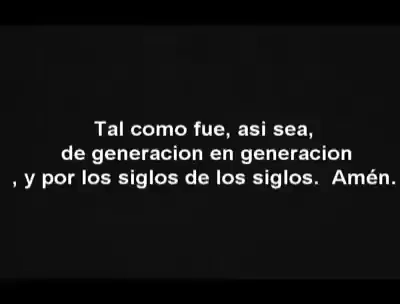 Tal como fue, asi sea,
de generacion en generacion
, y por los siglos de los siglos.  Amén.